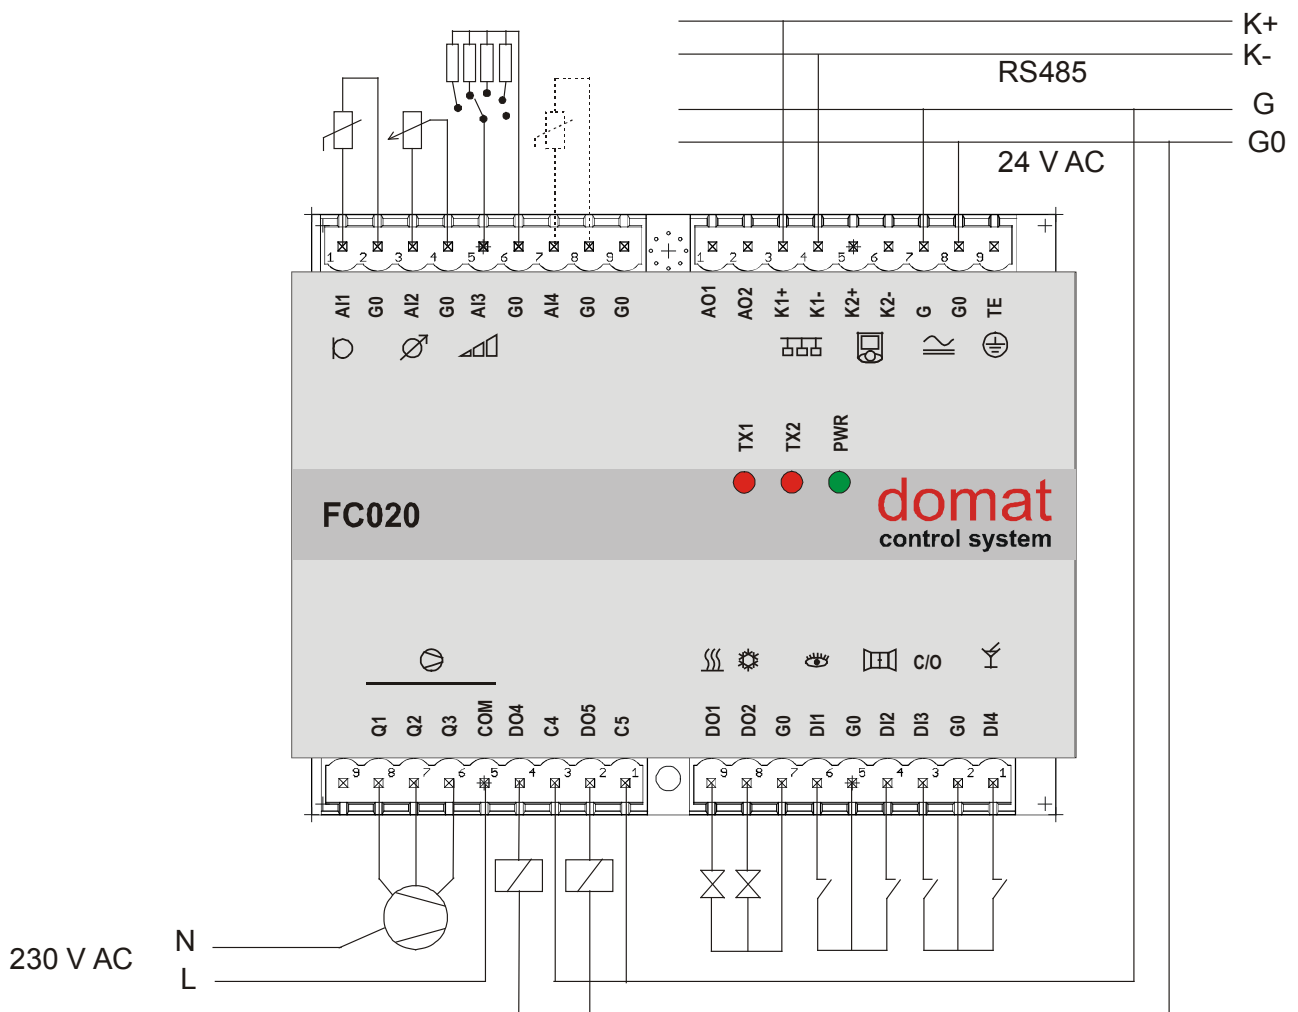 K+
K-
RS485
G
G0
24 V AC
1 2 3 4 5 6 7 8 9
1 2 3 4 5 6 7 8 9
AI1 G0 AI2 G0 AI3 G0 AI4 G0 G0
AO1 AO2 K1+ K1- K2+ K2- G G0 TE
TX1 TX2 PWR
FC020
domat
control system
C/O
Q1 Q2 Q3 COM DO4 C4 DO5 C5
DO1 DO2 G0 DI1 G0 DI2 DI3 G0 DI4
9 8 7 6 5 4 3 2 1
9 8 7 6 5 4 3 2 1
230 V AC
N
L